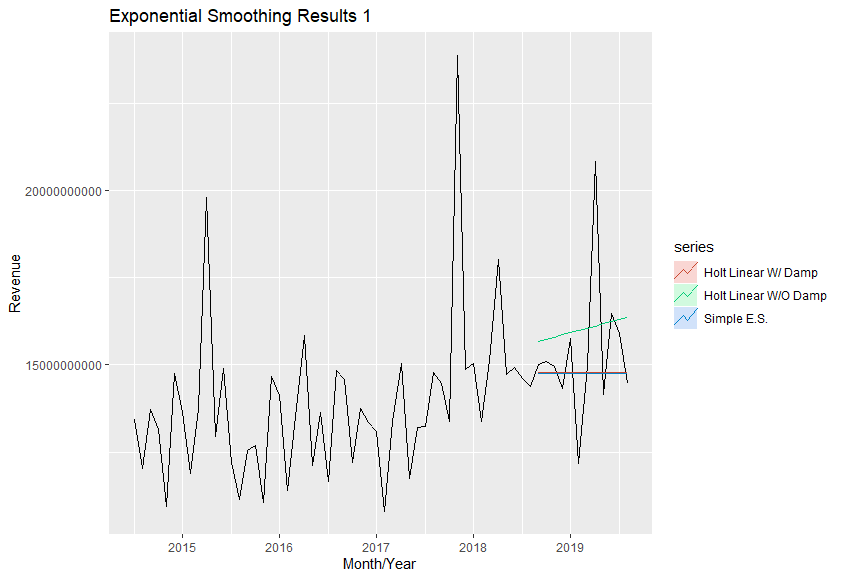 Exponential Smoothing Results 1
20000000000
15000000000
Revenue
2015 2016 2017 2018 2019
Month/Year
series
Holt Linear W/ Damp
Holt Linear W/O Damp
Simple E.S.